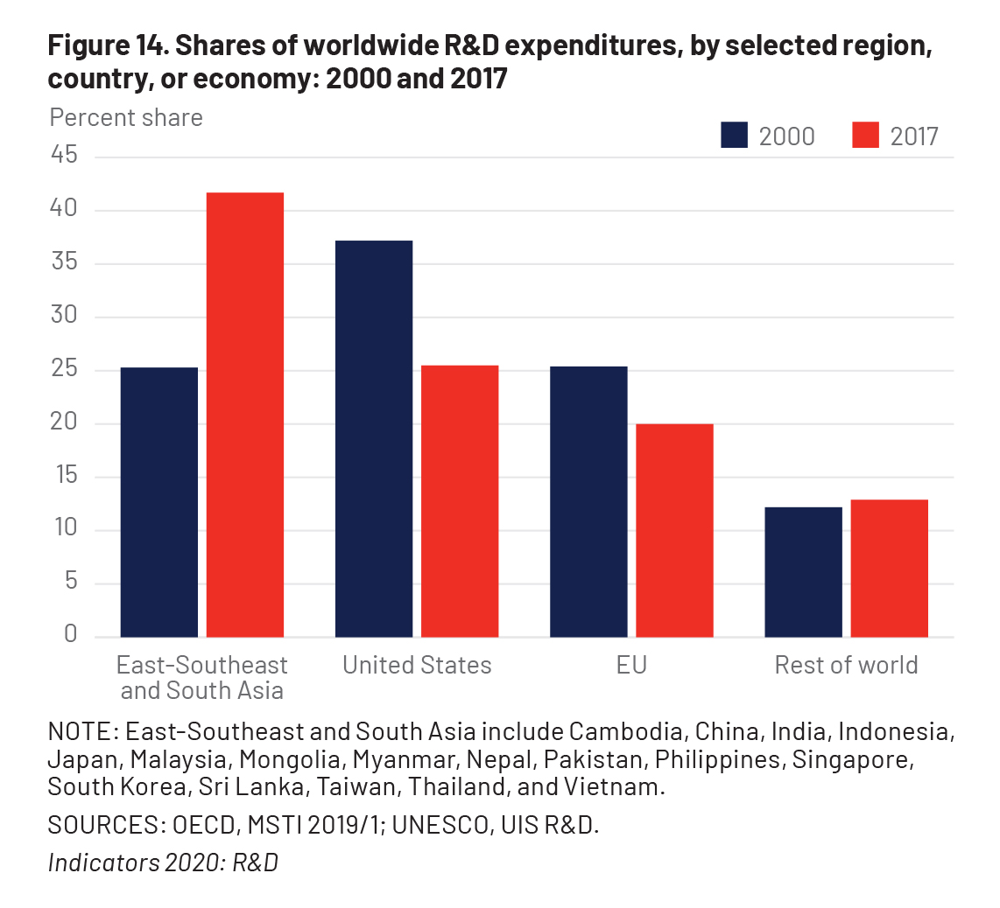 Figure 14. Shares of worldwide R&D expenditures, by selected region,
country, or economy: 2000 and 2017
Percent share
2000 2017
45
40
35
30
25
20
15
10
5
0
East-Southeast
and South Asia
United States
EU
Rest of world
NOTE: East-Southeast and South Asia include Cambodia, China, India, Indonesia,
Japan, Malaysia, Mongolia, Myanmar, Nepal, Pakistan, Philippines, Singapore,
South Korea, Sri Lanka, Taiwan, Thailand, and Vietnam.
SOURCES: OECD, MSTI 2019/1; UNESCO, UIS R&D.
Indicators 2020: R&D